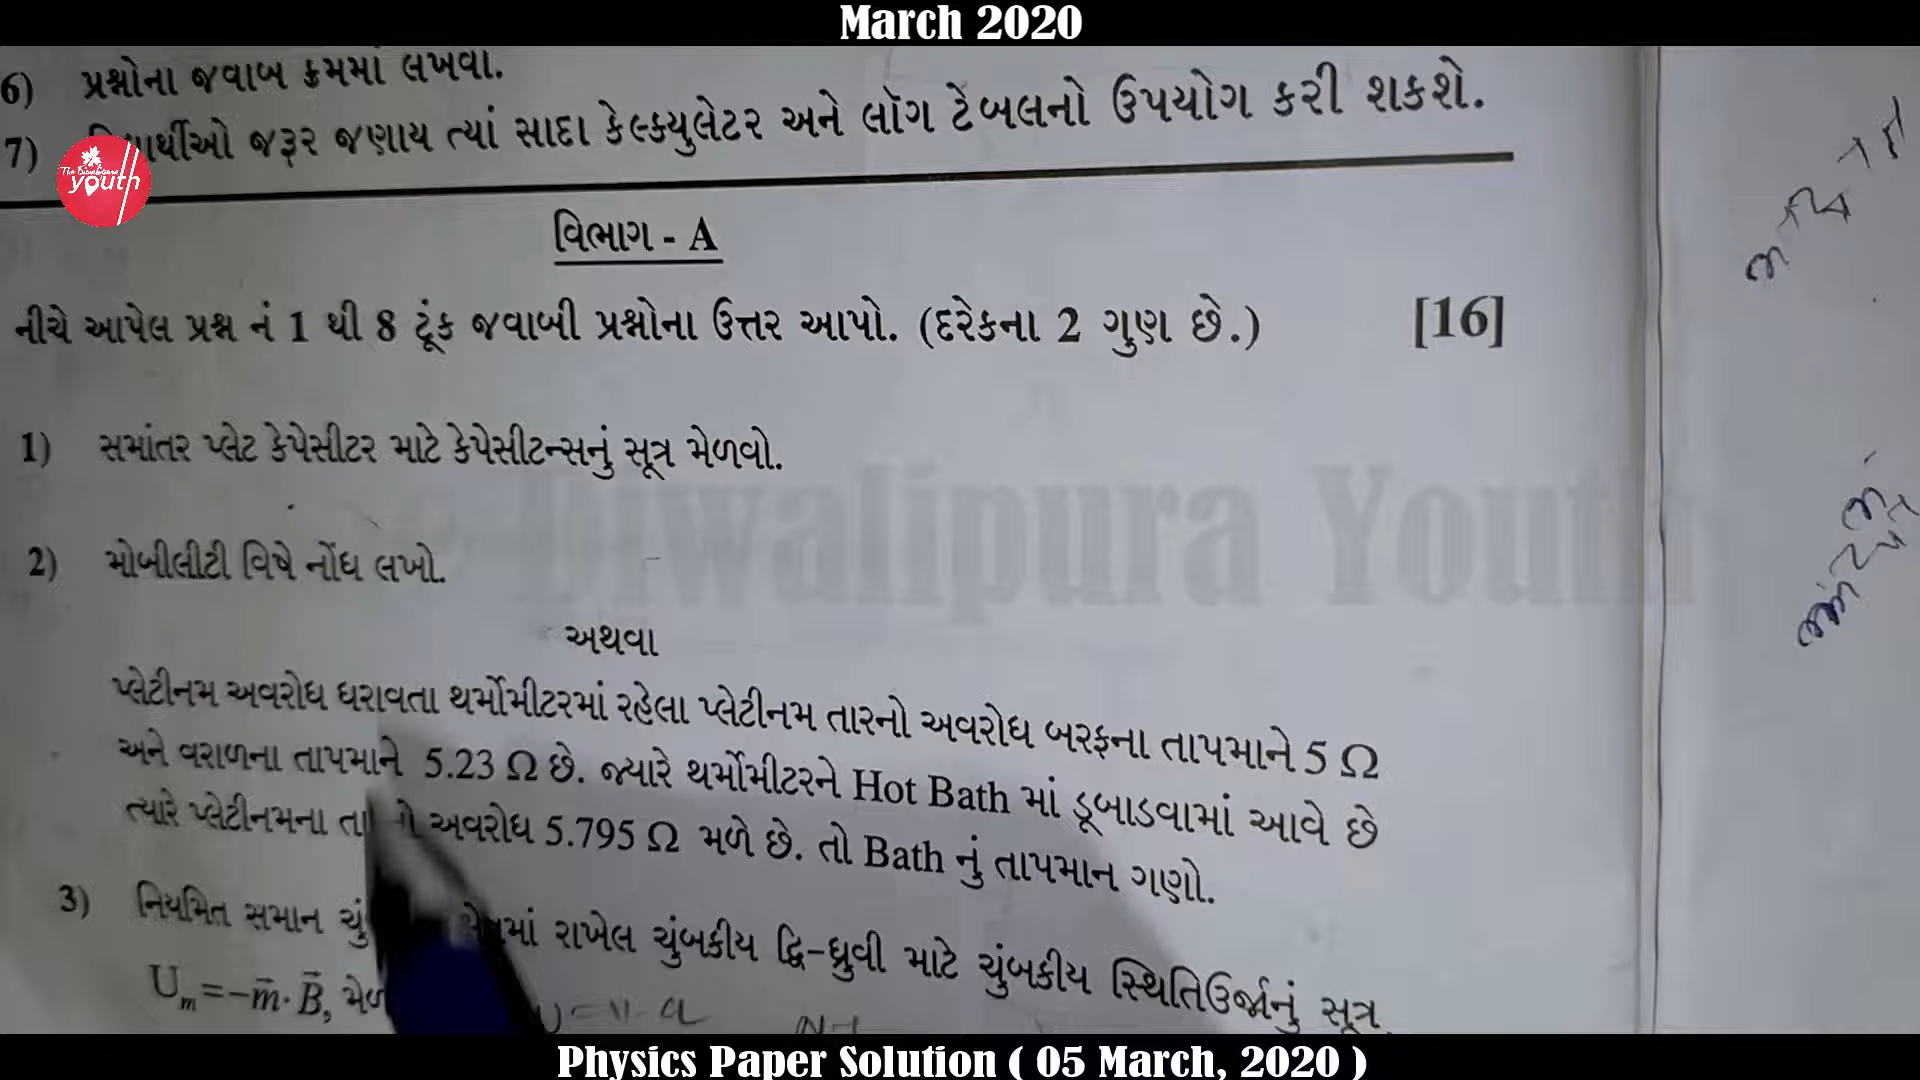 March 2020
6) પ્રશ્નોના જવાબ ક્રમમાં લખવા.
7) જરૂર જણાય ત્યાં સાદા કેલ્ક્યુલેટર અને લૉગ ટેબલનો ઉપયોગ કરી શકશે.
youth
વિભાગ - A
નીચે આપેલ પ્રશ્ન નં 1 થી 8 ટૂંક જવાબી પ્રશ્નોના ઉત્તર આપો. (દરેકના 2 ગુણ છે.) [16]
1) સમાંતર પ્લેટ કેપેસીટર માટે કેપેસીટન્સનું સૂત્ર મેળવો.
Diwalipura Youth
2) મોબીલીટી વિષે નોંધ લખો.
અથવા
પ્લેટીનમ અવરોધ ધરાવતા થર્મોમીટરમાં રહેલા પ્લેટીનમ તારનો અવરોધ બરફના તાપમાને 5 Ω
અને વરાળના તાપમાને 5.23 Ω છે. જ્યારે થર્મોમીટરને Hot Bath માં ડૂબાડવામાં આવે છે
ત્યારે પ્લેટીનમના અવરોધ 5.795 Ω મળે છે. તો Bath નું તાપમાન ગણો.
3) નિયમિત સમાન રાખેલ ચુંબકીય દ્વિ-ધ્રુવી માટે ચુંબકીય સ્થિતિઉર્જાનું સૂત્ર
Uₘ=−m⃗·B⃗,
Physics Paper Solution ( 05 March, 2020 )